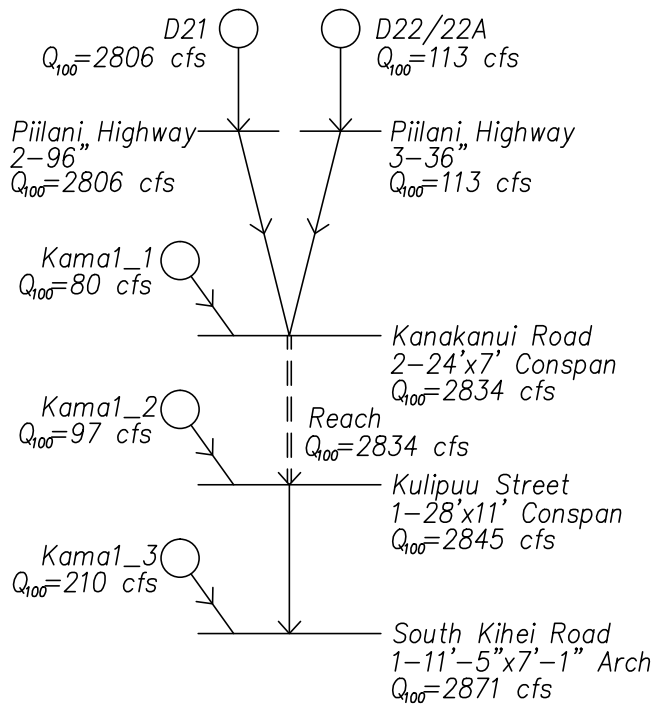 D21
Q100=2806 cfs
D22/22A
Q100=113 cfs
Piilani Highway
2-96"
Q100=2806 cfs
Piilani Highway
3-36"
Q100=113 cfs
Kama1_1
Q100=80 cfs
Kanakanui Road
2-24'x7' Conspan
Q100=2834 cfs
Kama1_2
Q100=97 cfs
Reach
Q100=2834 cfs
Kulipuu Street
1-28'x11' Conspan
Q100=2845 cfs
Kama1_3
Q100=210 cfs
South Kihei Road
1-11'-5"x7'-1" Arch
Q100=2871 cfs